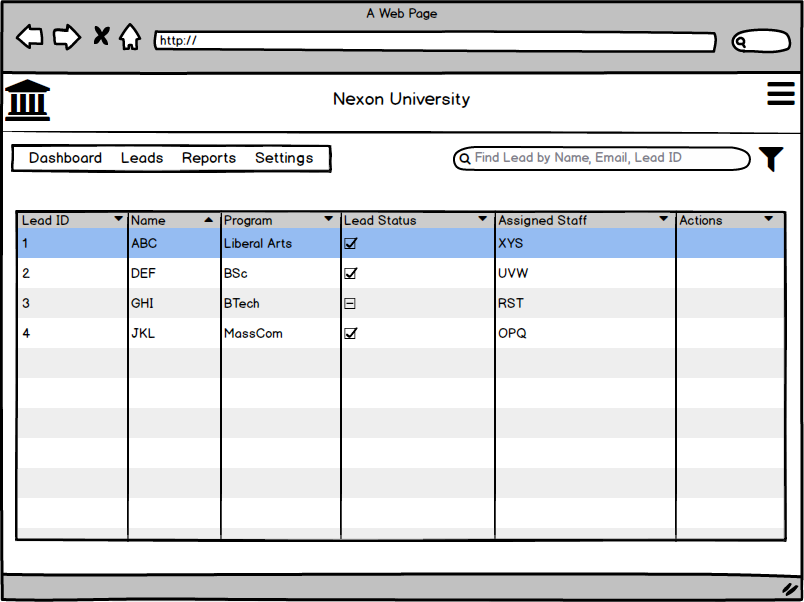 A Web Page
http://
Nexon University
Dashboard Leads Reports Settings
Find Lead by Name, Email, Lead ID
Lead ID Name Program Lead Status Assigned Staff Actions
1 ABC Liberal Arts XYS
2 DEF BSc UVW
3 GHI BTech RST
4 JKL MassCom OPQ